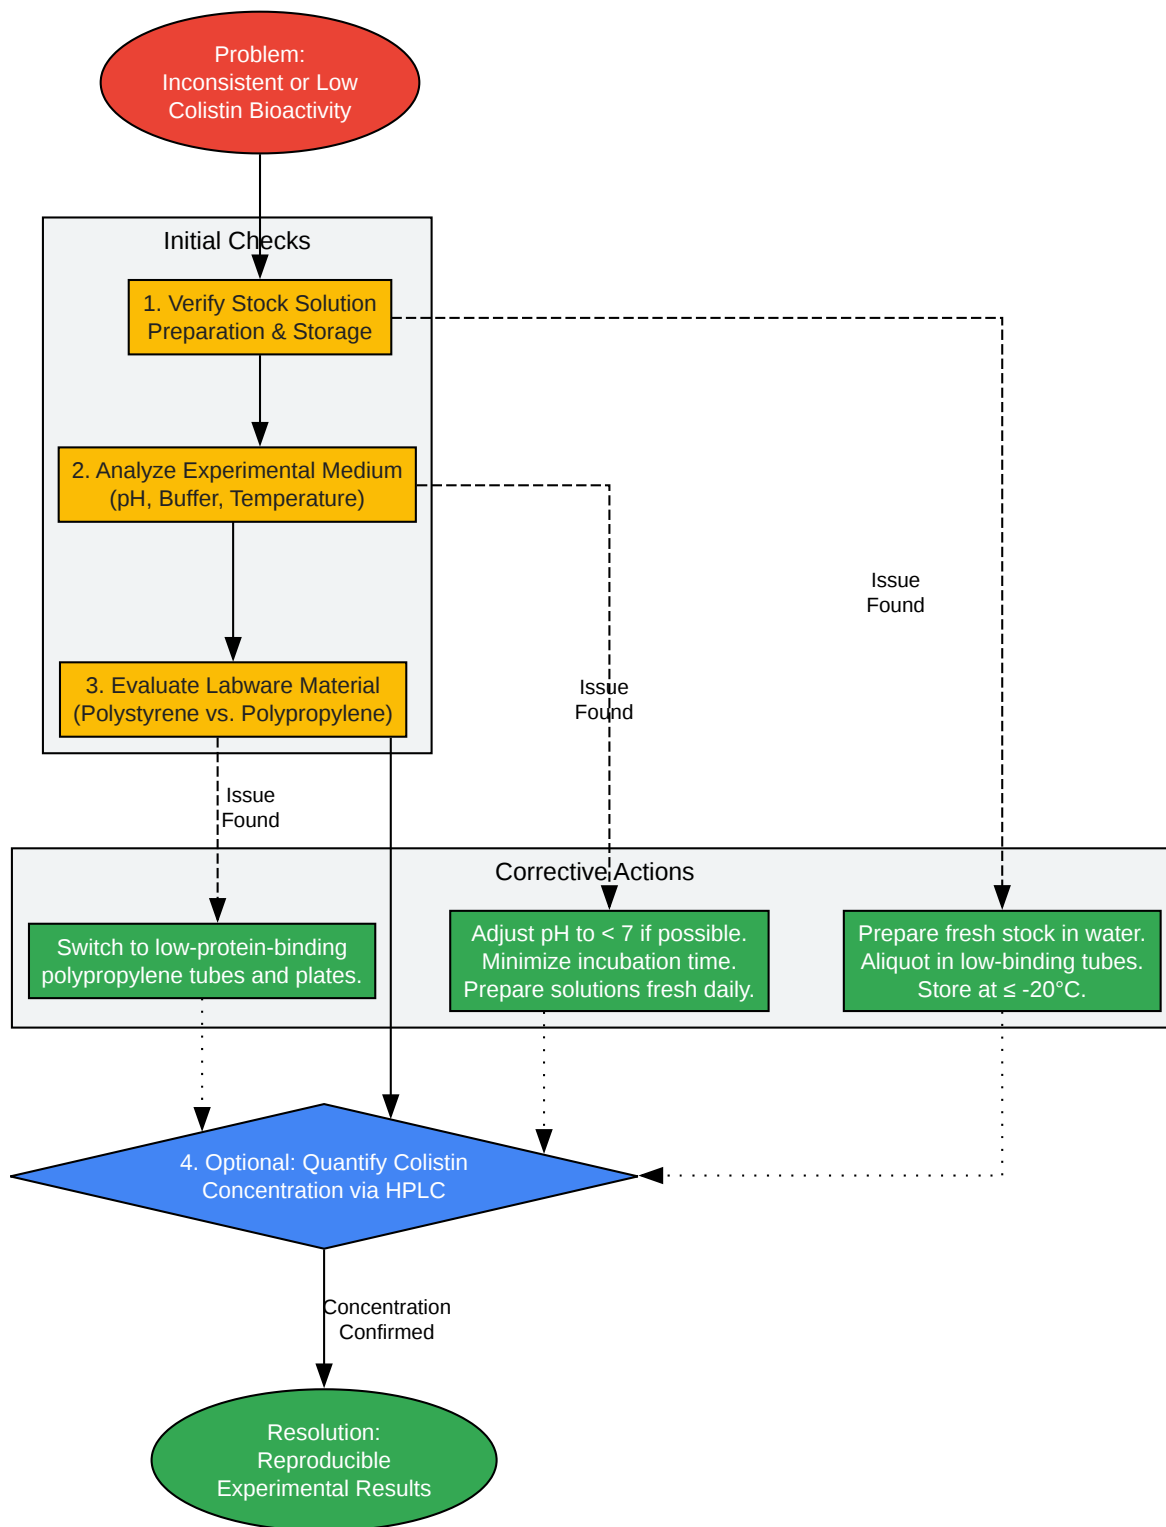 Problem:
Inconsistent or Low
Colistin Bioactivity
Initial Checks
1. Verify Stock Solution
Preparation & Storage
2. Analyze Experimental Medium
(pH, Buffer, Temperature)
Issue
Found
3. Evaluate Labware Material
(Polystyrene vs. Polypropylene)
Issue
Found
Issue
Found
Corrective Actions
Switch to low-protein-binding
polypropylene tubes and plates.
Adjust pH to < 7 if possible.
Minimize incubation time.
Prepare solutions fresh daily.
Prepare fresh stock in water.
Aliquot in low-binding tubes.
Store at ≤ -20°C.
4. Optional: Quantify Colistin
Concentration via HPLC
Concentration
Confirmed
Resolution:
Reproducible
Experimental Results